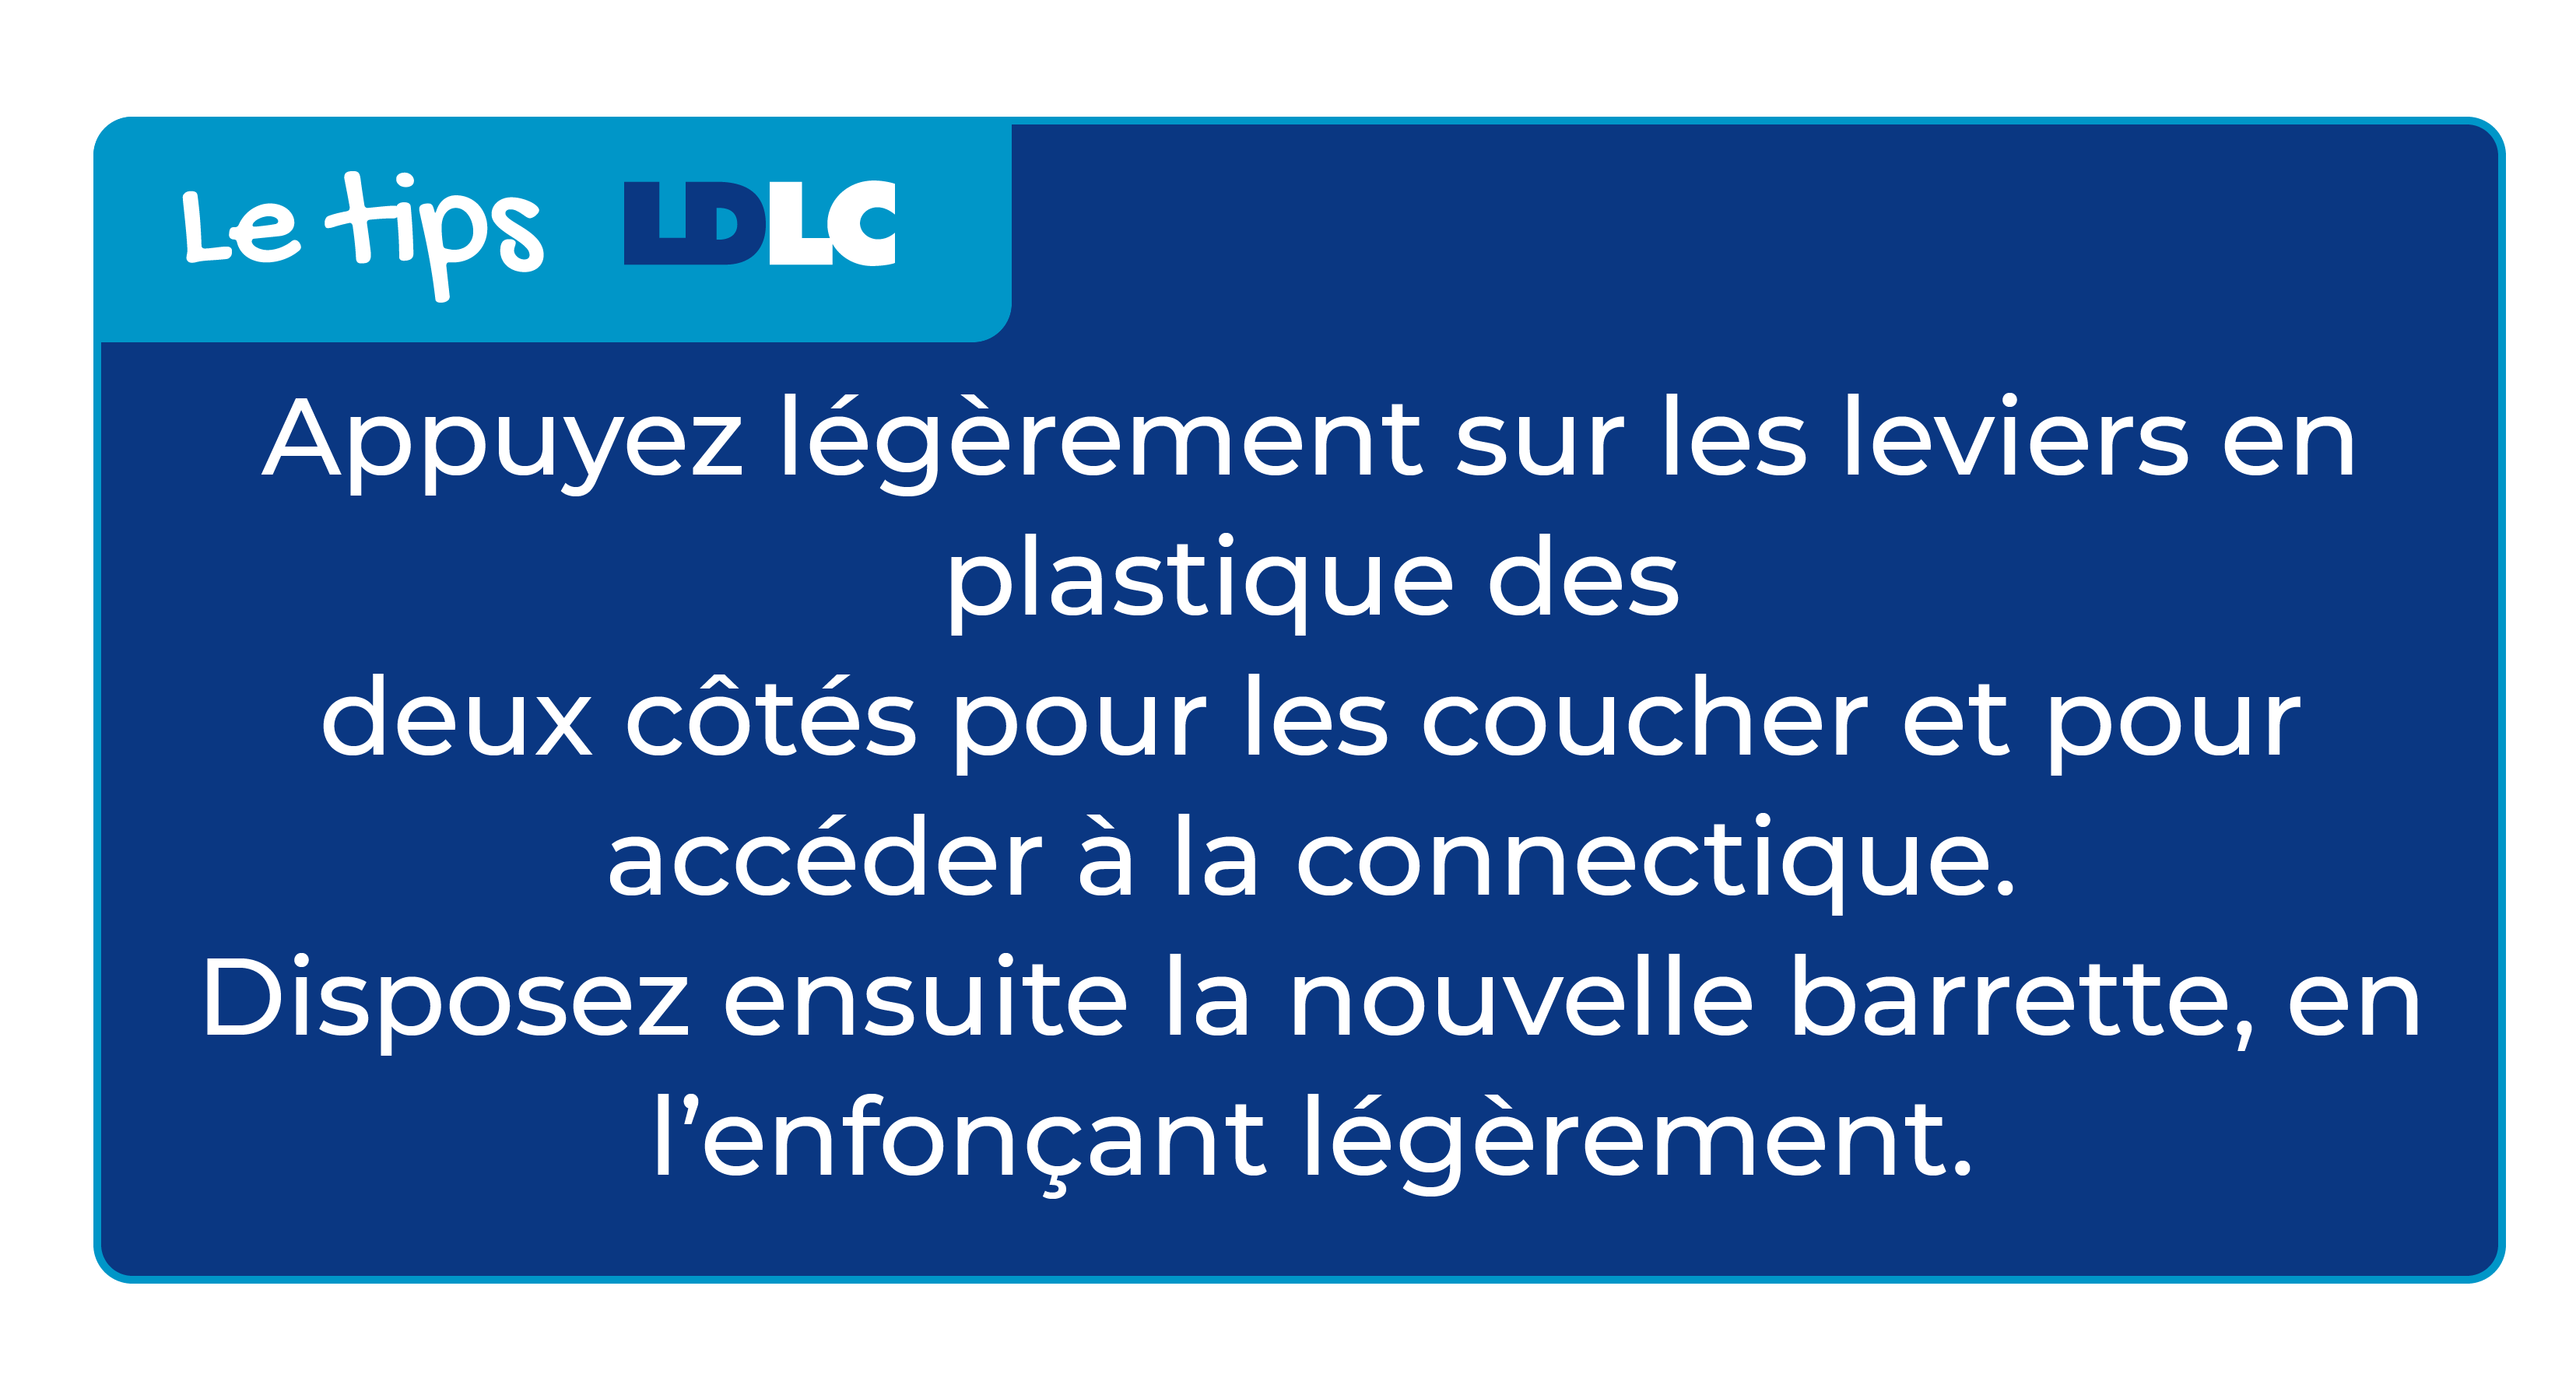 Le tips LDLC
Appuyez légèrement sur les leviers en
plastique des
deux côtés pour les coucher et pour
accéder à la connectique.
Disposez ensuite la nouvelle barrette, en
l’enfonçant légèrement.